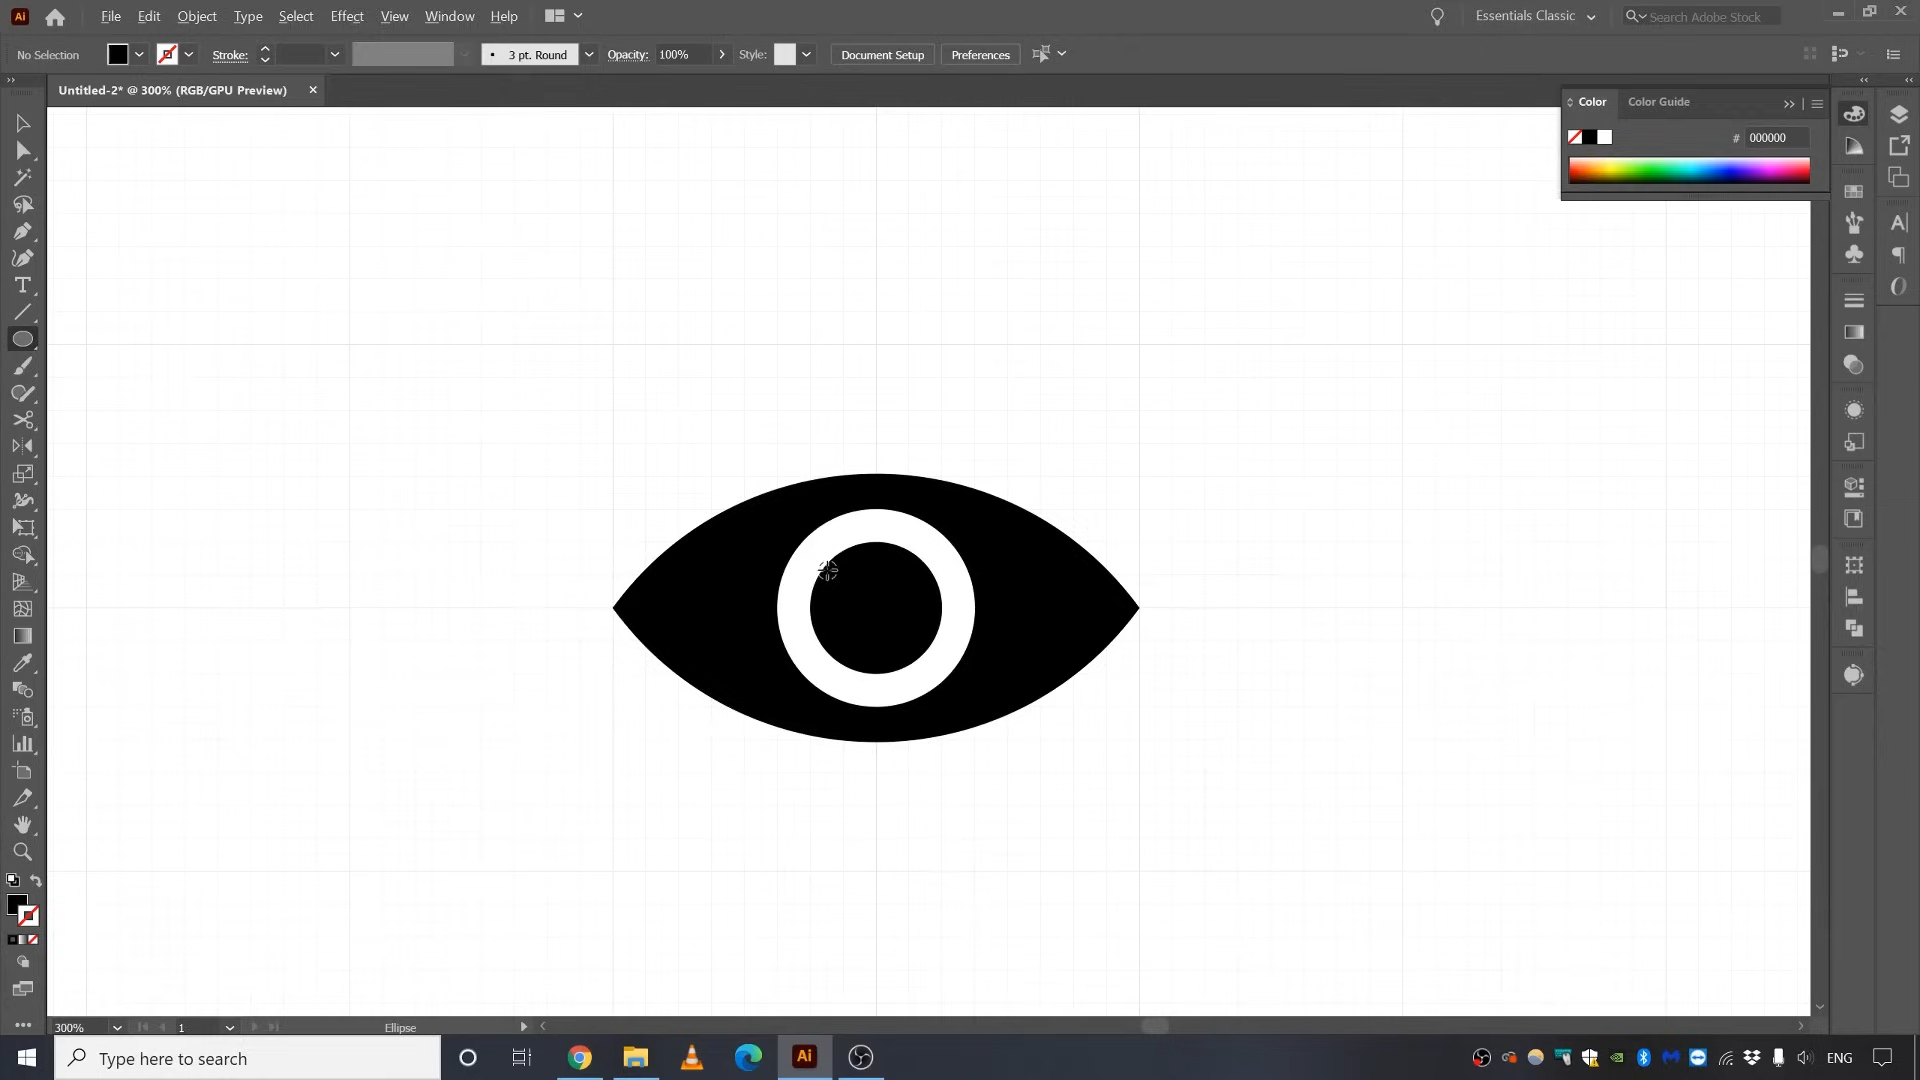 Ai File Edit Object Type Select Effect View Window Help Essentials Classic Search Adobe Stock
No Selection Stroke: 3 pt. Round Opacity: 100% Style: Document Setup Preferences
Untitled-2* @ 300% (RGB/GPU Preview)
Color Color Guide
# 000000
300% 1 Ellipse
Type here to search Ai ENG